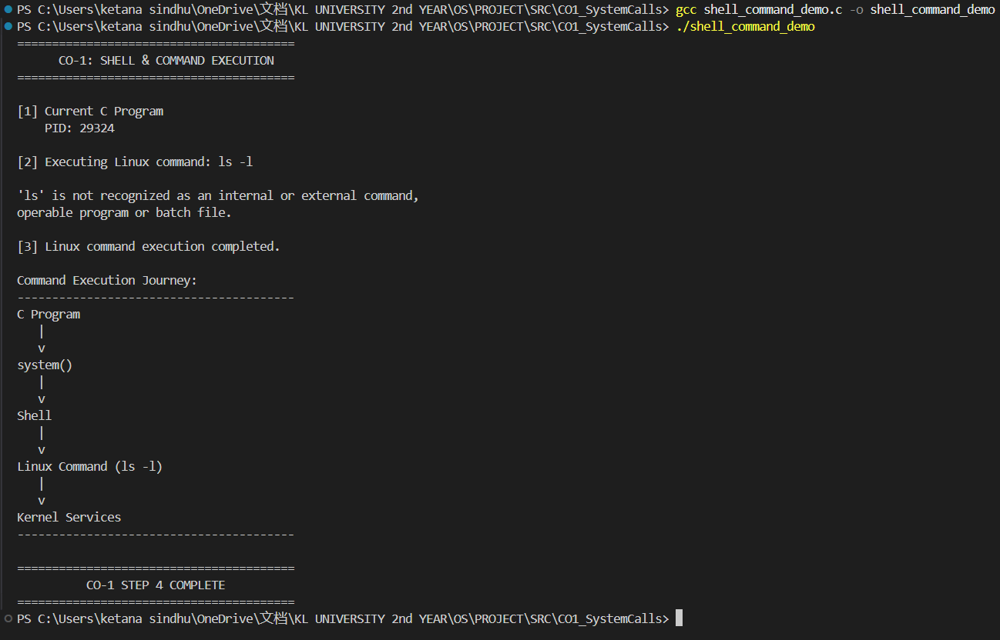 PS C:\Users\ketana sindhu\OneDrive\文档\KL UNIVERSITY 2nd YEAR\OS\PROJECT\SRC\CO1_SystemCalls> gcc shell_command_demo.c -o shell_command_demo
PS C:\Users\ketana sindhu\OneDrive\文档\KL UNIVERSITY 2nd YEAR\OS\PROJECT\SRC\CO1_SystemCalls> ./shell_command_demo
========================================
      CO-1: SHELL & COMMAND EXECUTION
========================================
[1] Current C Program
    PID: 29324
[2] Executing Linux command: ls -l
'ls' is not recognized as an internal or external command,
operable program or batch file.
[3] Linux command execution completed.
Command Execution Journey:
----------------------------------------
C Program
   |
   v
system()
   |
   v
Shell
   |
   v
Linux Command (ls -l)
   |
   v
Kernel Services
----------------------------------------
========================================
          CO-1 STEP 4 COMPLETE
========================================
PS C:\Users\ketana sindhu\OneDrive\文档\KL UNIVERSITY 2nd YEAR\OS\PROJECT\SRC\CO1_SystemCalls>